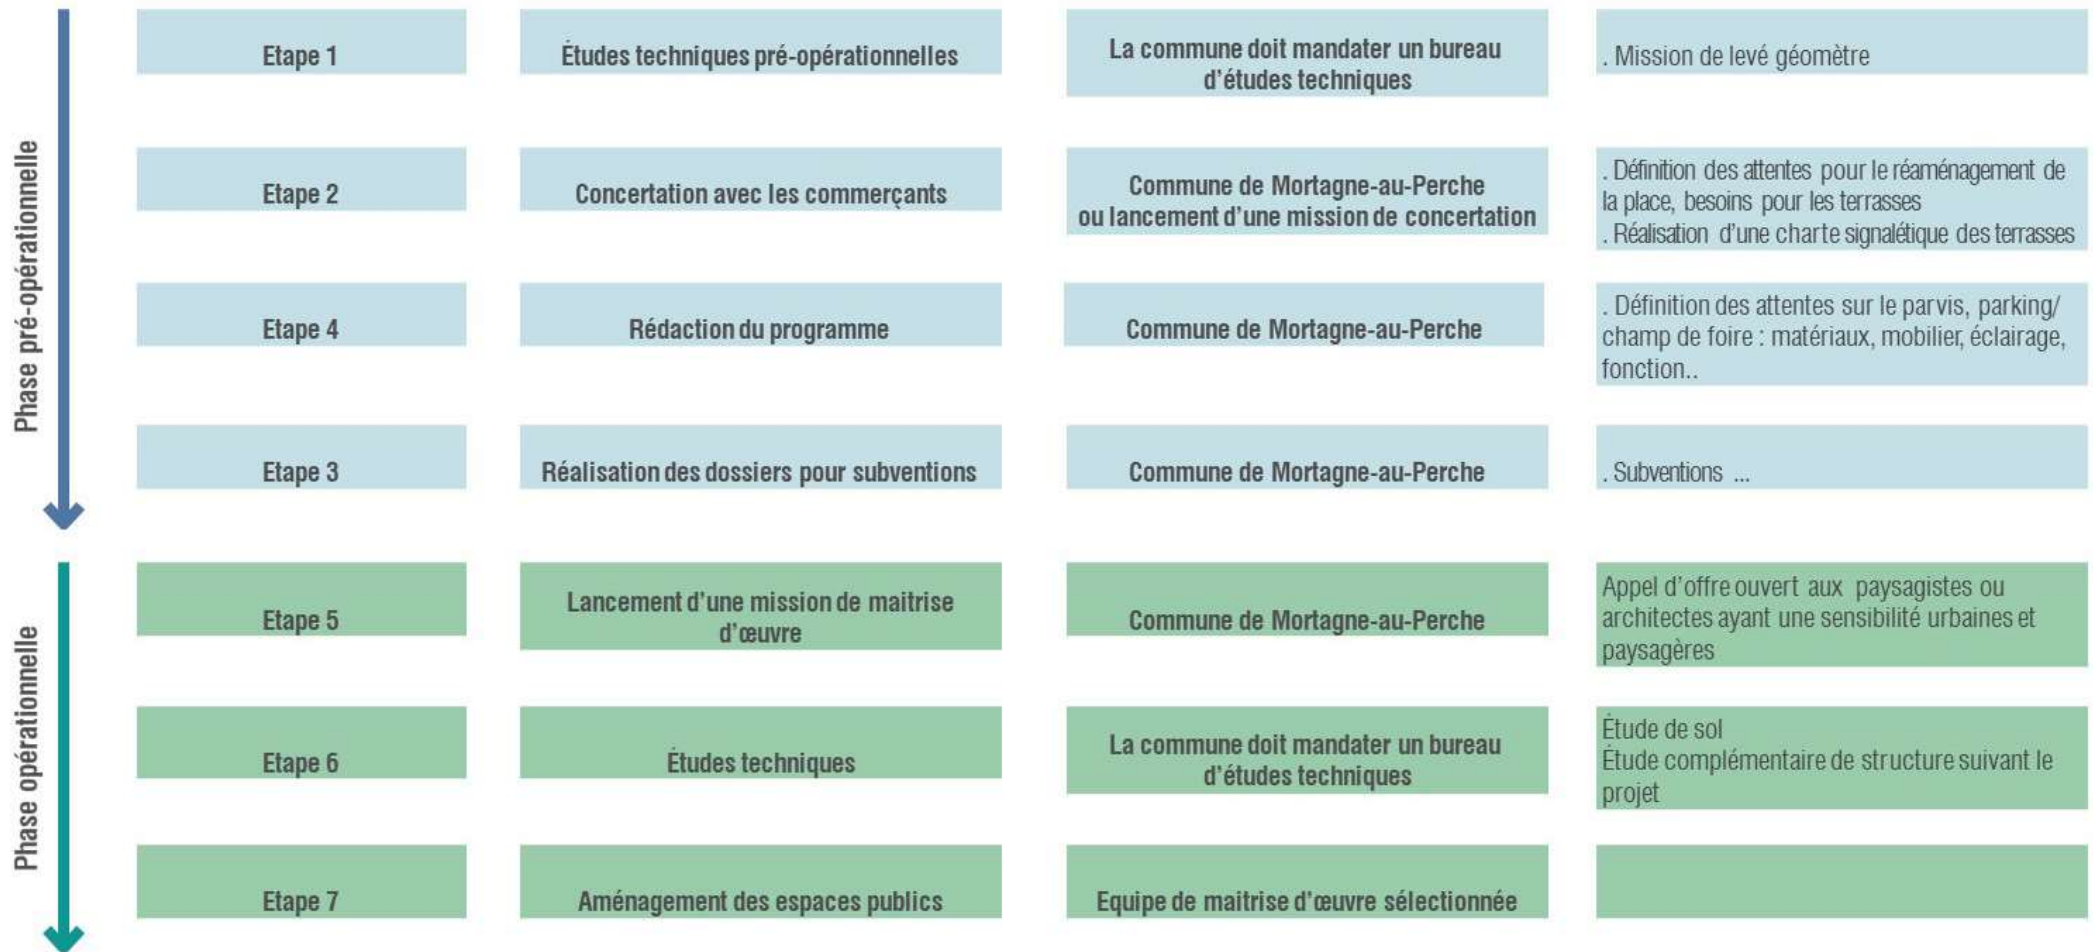 Phase pré-opérationnelle
Etape 1
Études techniques pré-opérationnelles
La commune doit mandater un bureau
d'études techniques
. Mission de levé géomètre
Etape 2
Concertation avec les commerçants
Commune de Mortagne-au-Perche
ou lancement d'une mission de concertation
. Définition des attentes pour le réaménagement de
la place, besoins pour les terrasses
. Réalisation d'une charte signalétique des terrasses
Etape 4
Rédaction du programme
Commune de Mortagne-au-Perche
. Définition des attentes sur le parvis, parking/
champ de foire : matériaux, mobilier, éclairage,
fonction..
Etape 3
Réalisation des dossiers pour subventions
Commune de Mortagne-au-Perche
. Subventions ...
Phase opérationnelle
Etape 5
Lancement d'une mission de maitrise
d'œuvre
Commune de Mortagne-au-Perche
Appel d'offre ouvert aux paysagistes ou
architectes ayant une sensibilité urbaines et
paysagères
Etape 6
Études techniques
La commune doit mandater un bureau
d'études techniques
Étude de sol
Étude complémentaire de structure suivant le
projet
Etape 7
Aménagement des espaces publics
Equipe de maitrise d'œuvre sélectionnée